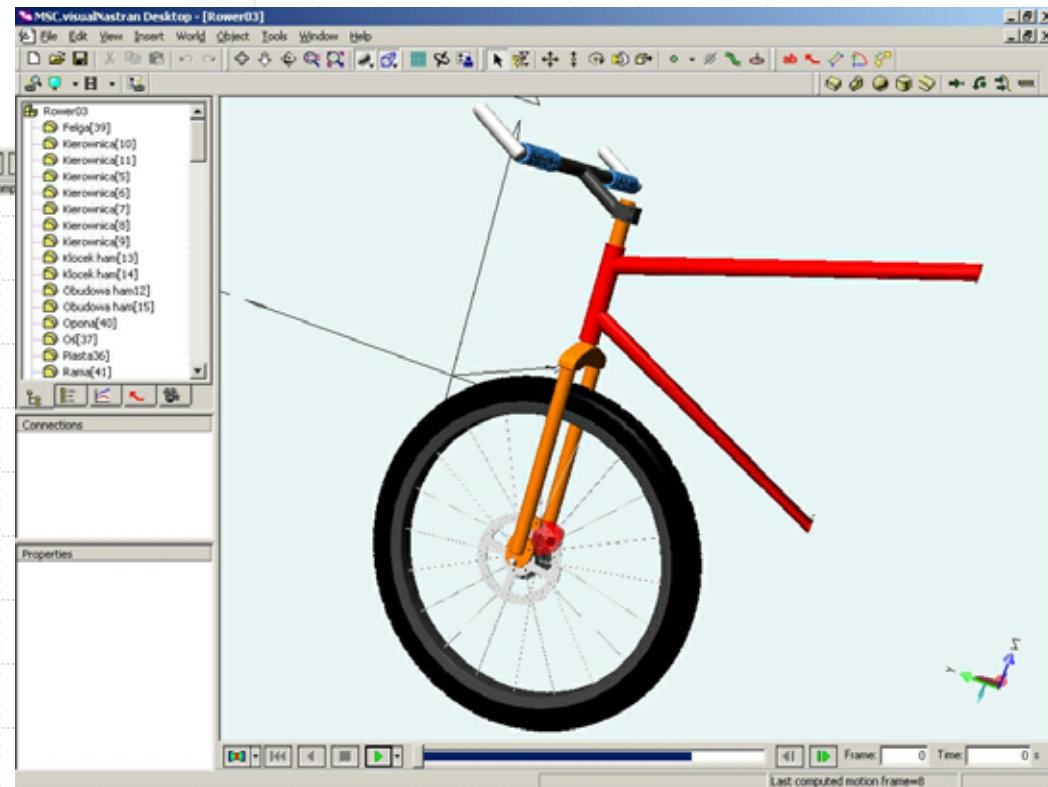 MSC.visualNastran Desktop - [Rower03]
File Edit View Insert World Object Tools Window Help
Rower03
Felga[39]
Kierownica[10]
Kierownica[11]
Kierownica[5]
Kierownica[6]
Kierownica[7]
Kierownica[8]
Kierownica[9]
Klocek ham[13]
Klocek ham[14]
Obudowa ham12]
Obudowa ham[15]
Opona[40]
Oś[37]
Piasta36]
Rama[41]
Connections
Properties
Y
Z
Frame: 0 Time: 0 s
Last computed motion frame=8